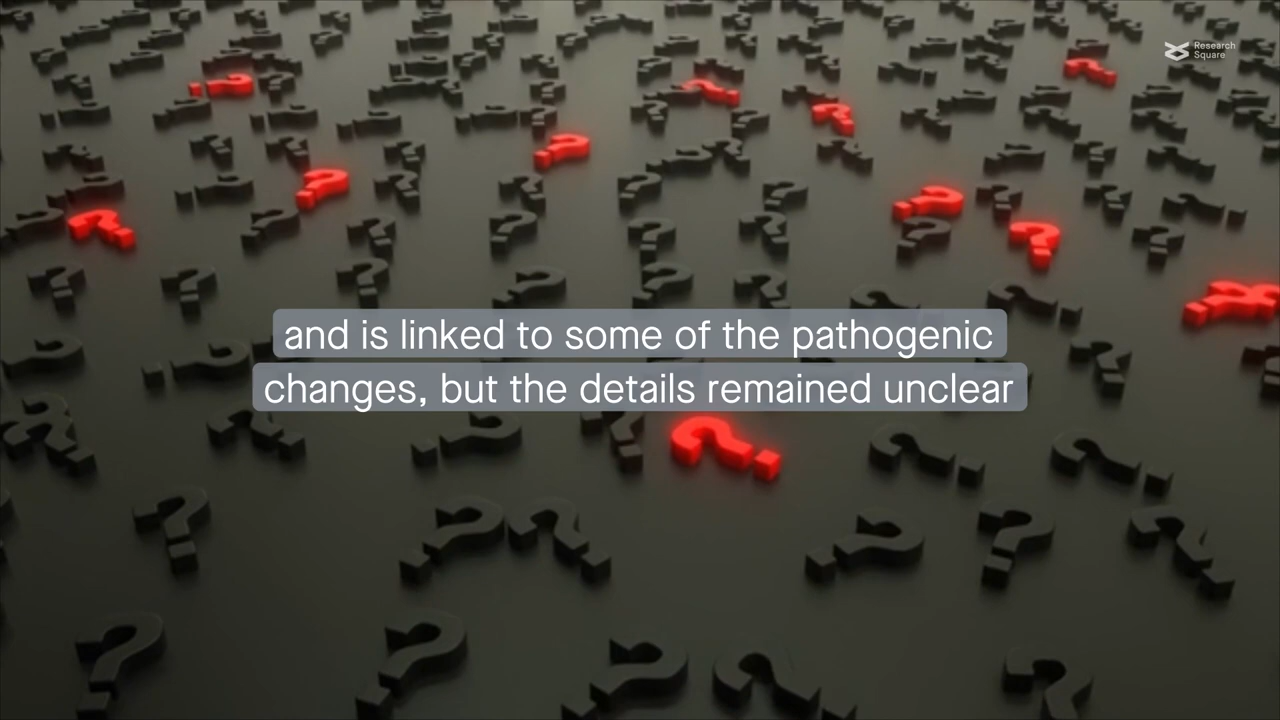 Research
Square
and is linked to some of the pathogenic
changes, but the details remained unclear